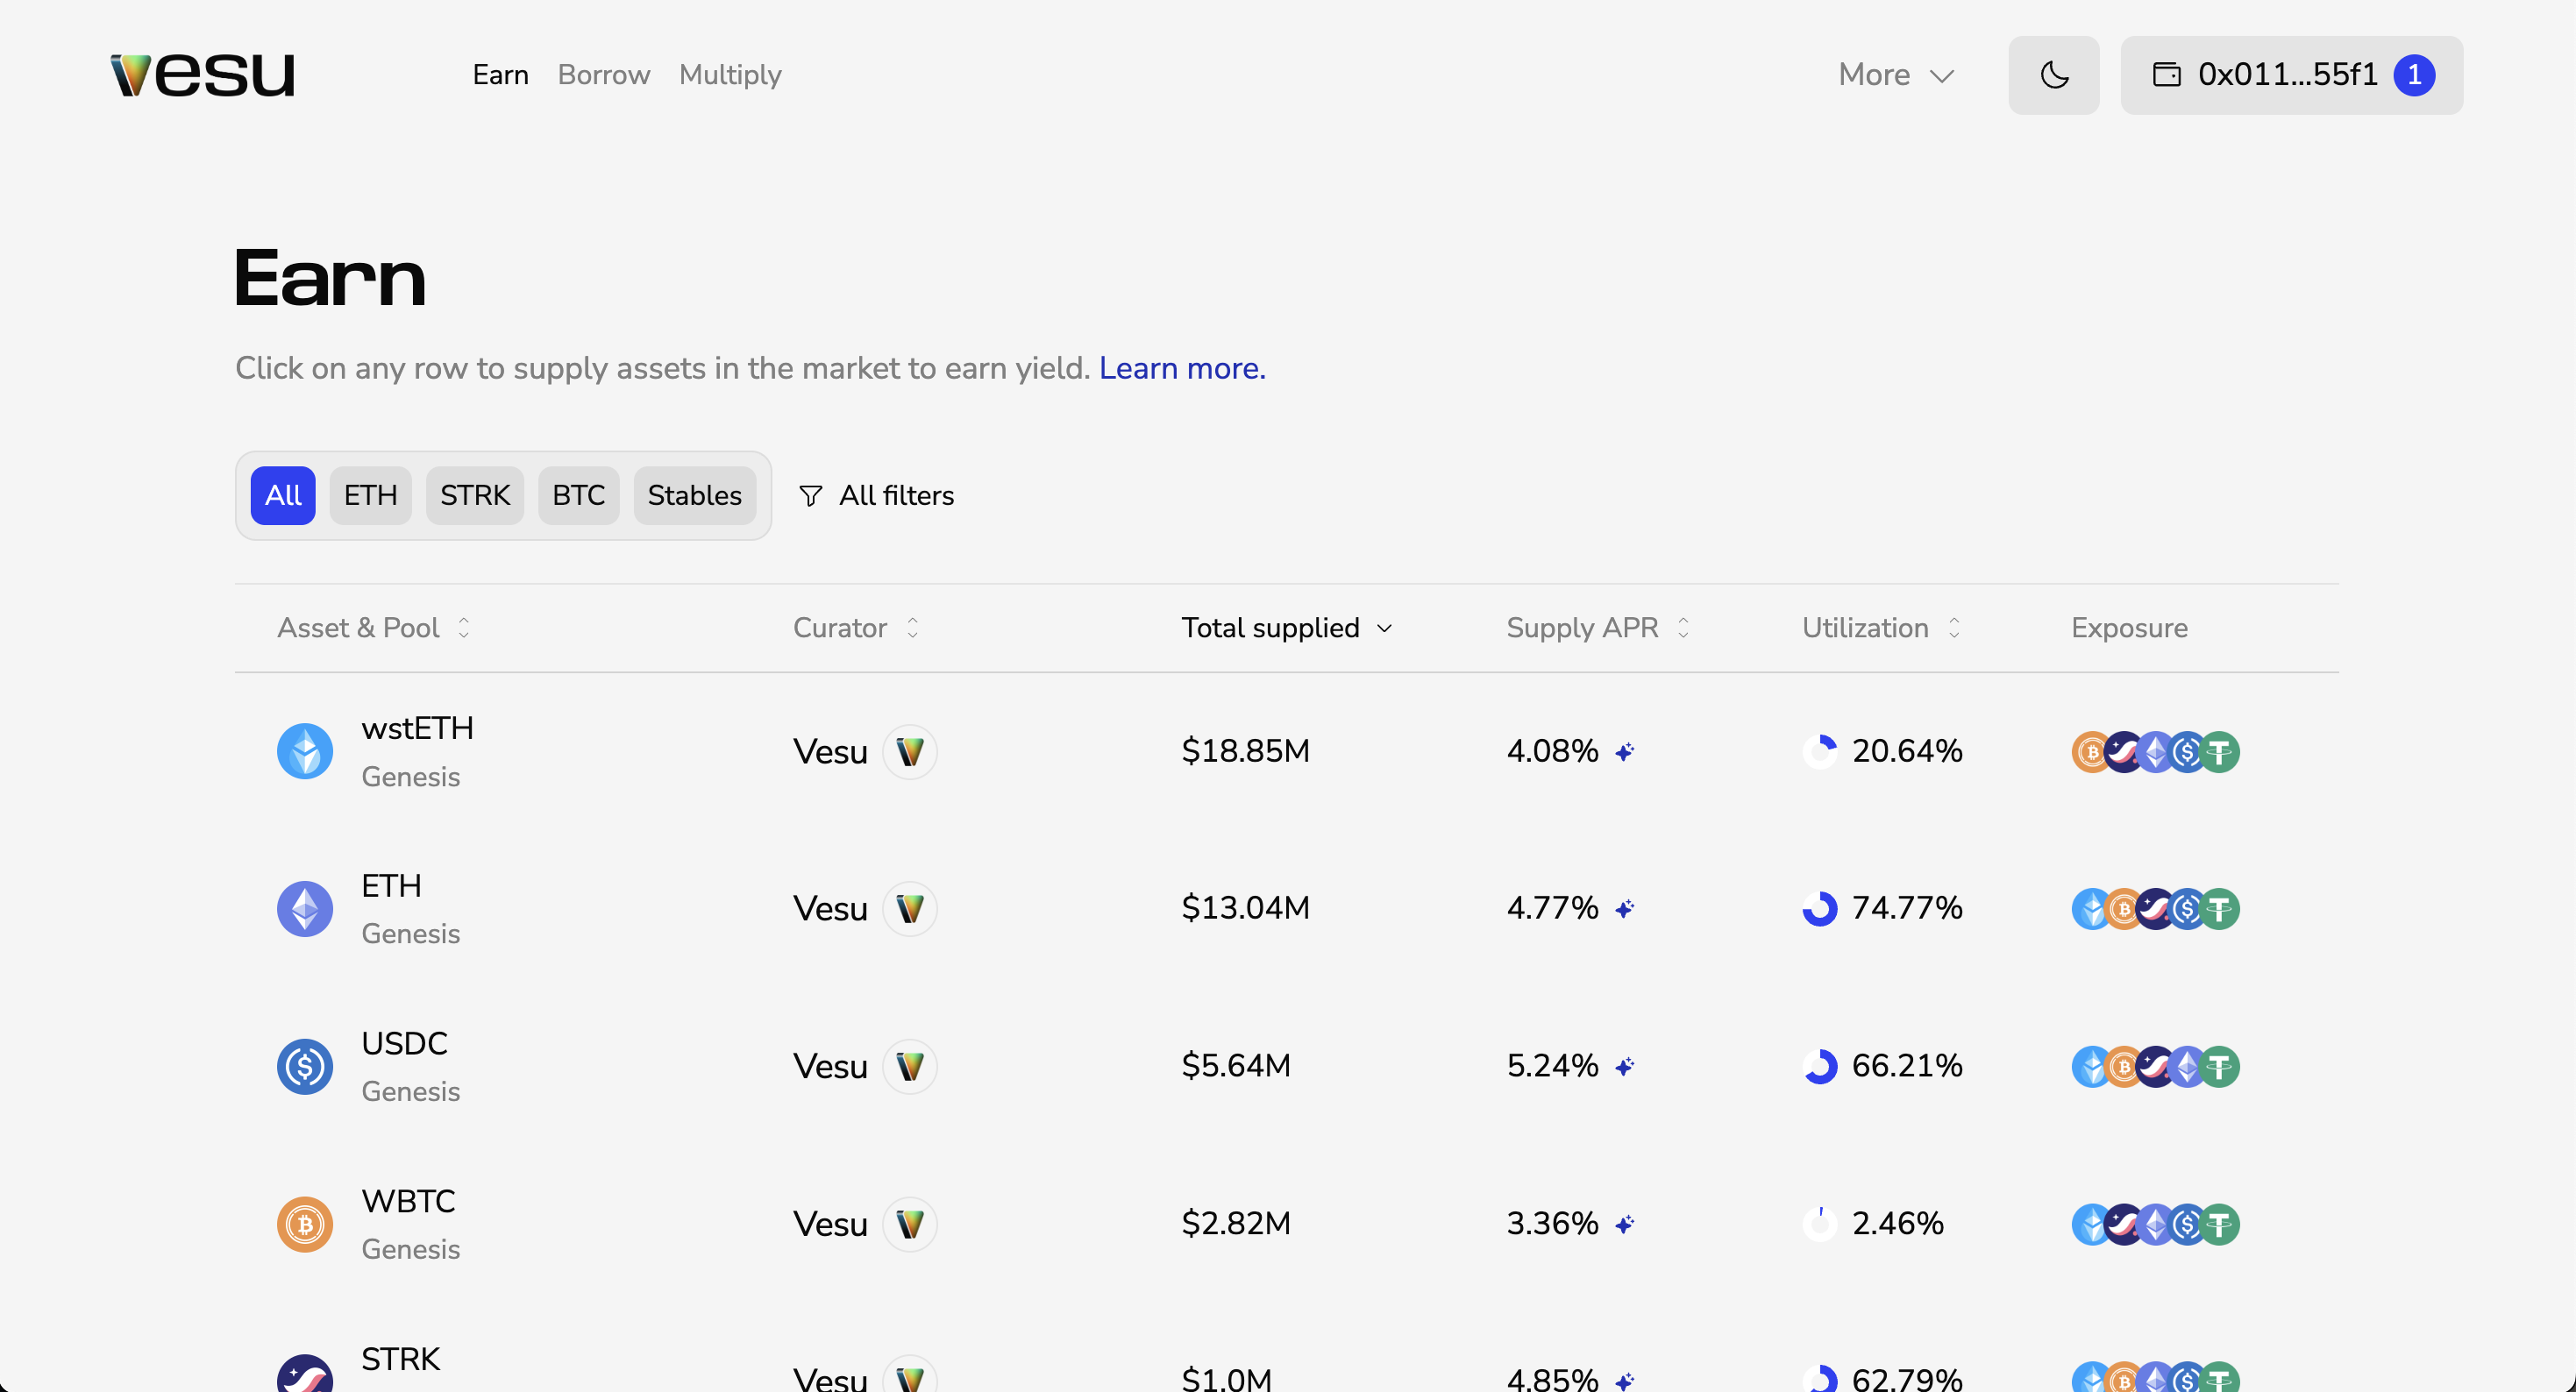 vesu
Earn Borrow Multiply
More
0x011...55f1 1
Earn
Click on any row to supply assets in the market to earn yield. Learn more.
All ETH STRK BTC Stables All filters
Asset & Pool Curator Total supplied Supply APR Utilization Exposure
wstETH
Genesis
Vesu $18.85M 4.08% 20.64%
ETH
Genesis
Vesu $13.04M 4.77% 74.77%
USDC
Genesis
Vesu $5.64M 5.24% 66.21%
WBTC
Genesis
Vesu $2.82M 3.36% 2.46%
STRK
Vesu $1.0M 4.85% 62.79%